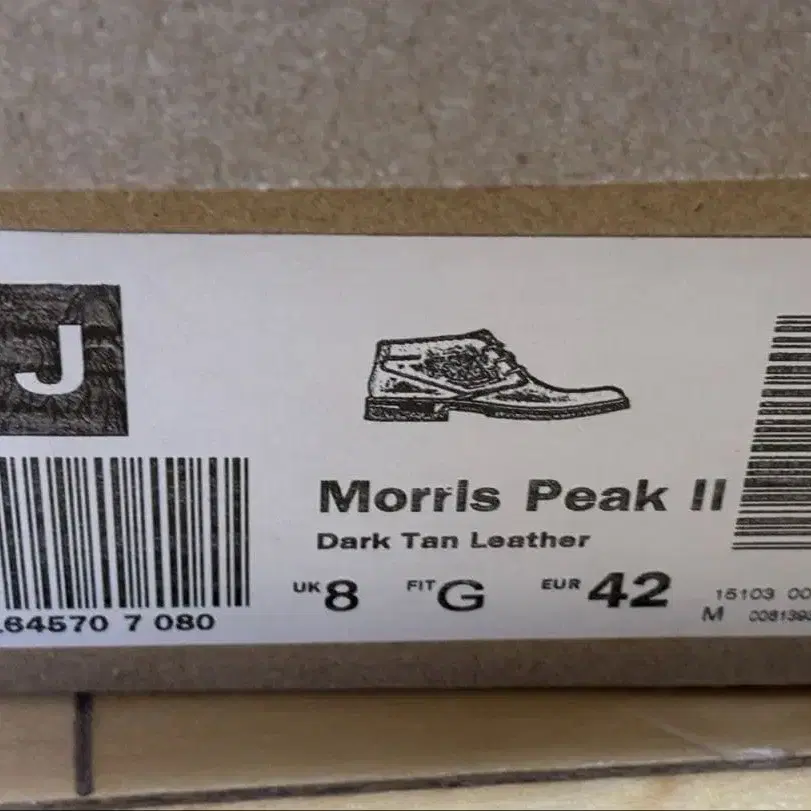 J
Morris Peak II
Dark Tan Leather
UK 8 FIT G EUR 42
15103 00
64570 7 080
M